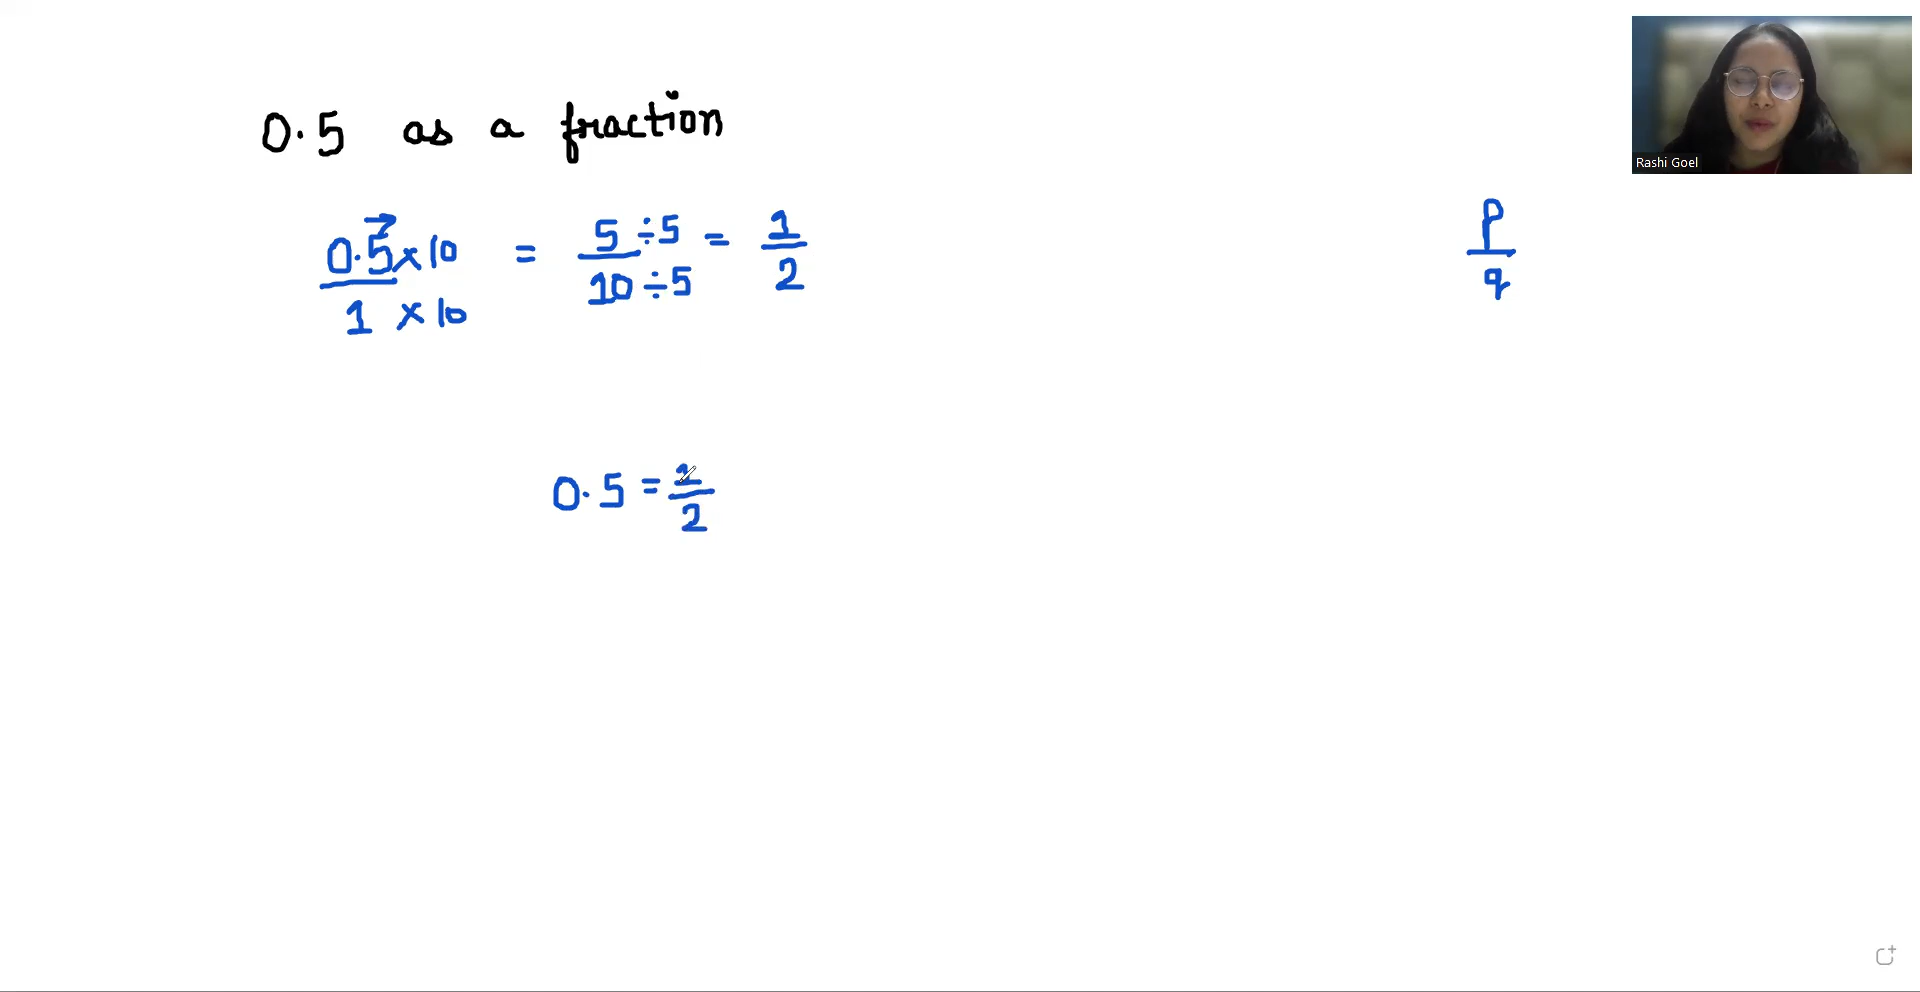 0.5 as a fraction
Rashi Goel
0.5 × 10 / 1 × 10 = 5 ÷ 5 / 10 ÷ 5 = 1/2
p/q
0.5 = 1/2